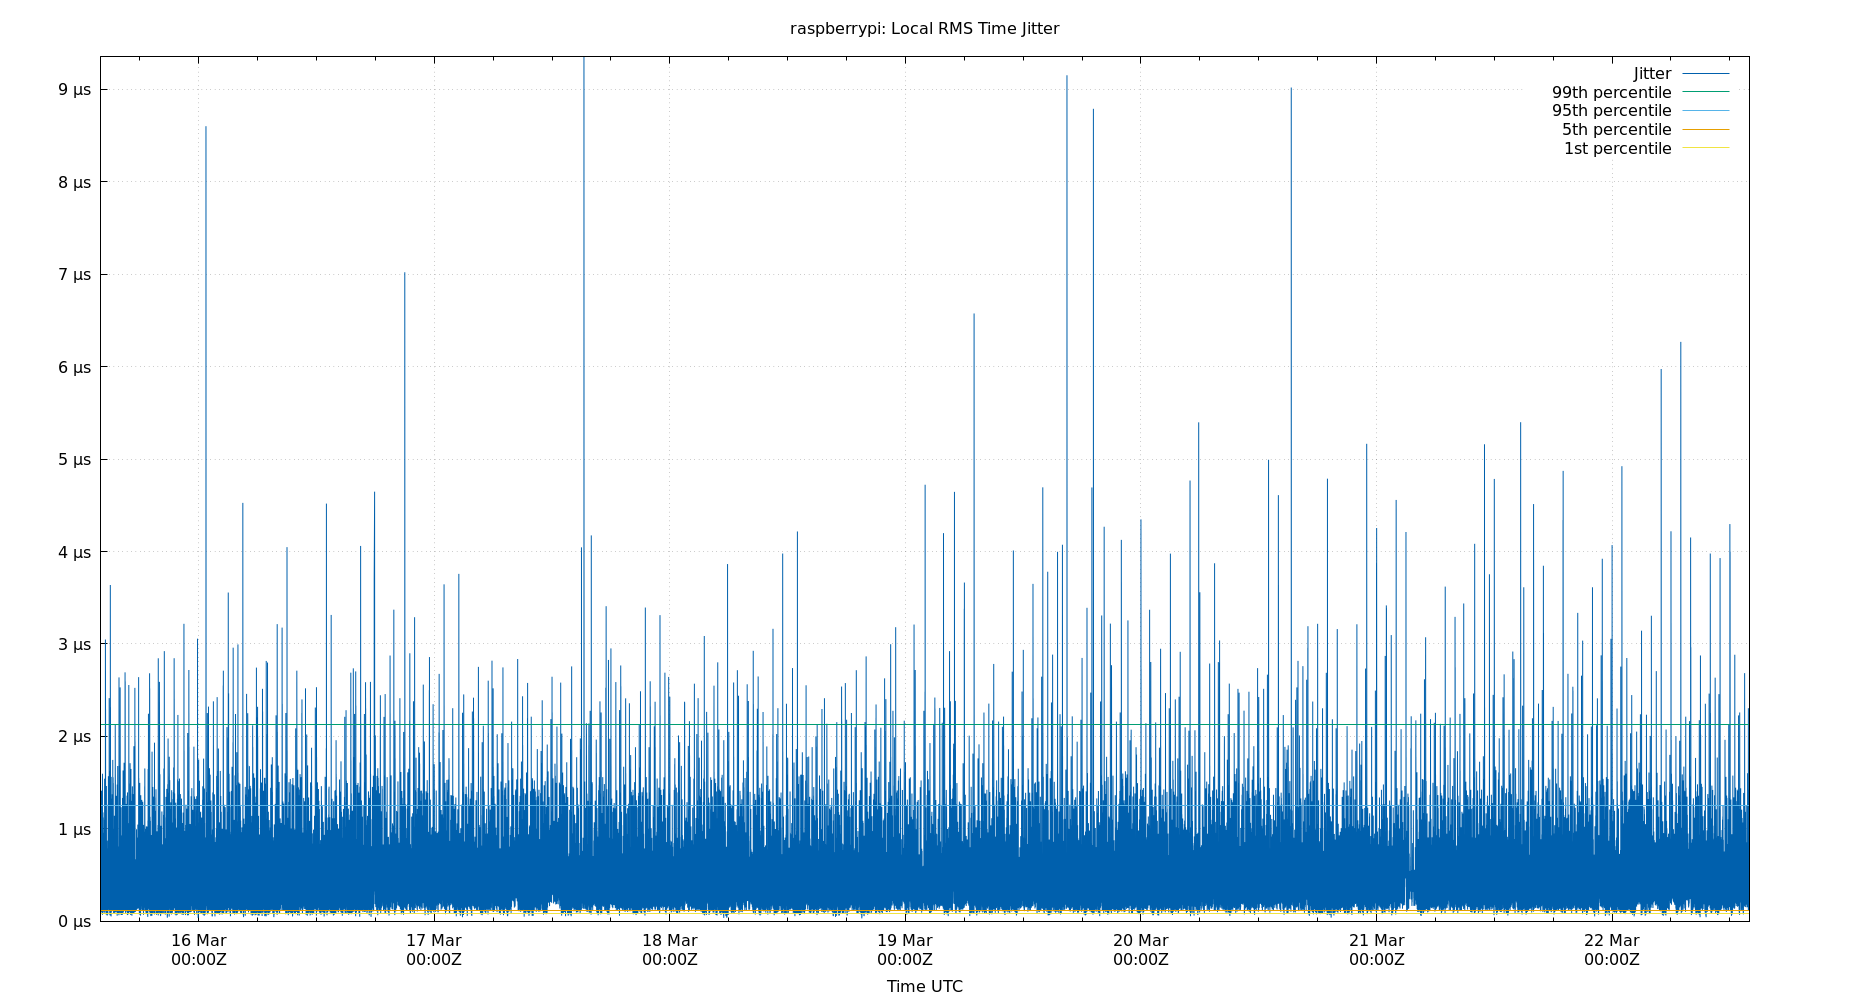 raspberrypi: Local RMS Time Jitter
Jitter
99th percentile
95th percentile
5th percentile
1st percentile
9 µs
8 µs
7 µs
6 µs
5 µs
4 µs
3 µs
2 µs
1 µs
0 µs
16 Mar 17 Mar 18 Mar 19 Mar 20 Mar 21 Mar 22 Mar
00:00Z 00:00Z 00:00Z 00:00Z 00:00Z 00:00Z 00:00Z
Time UTC